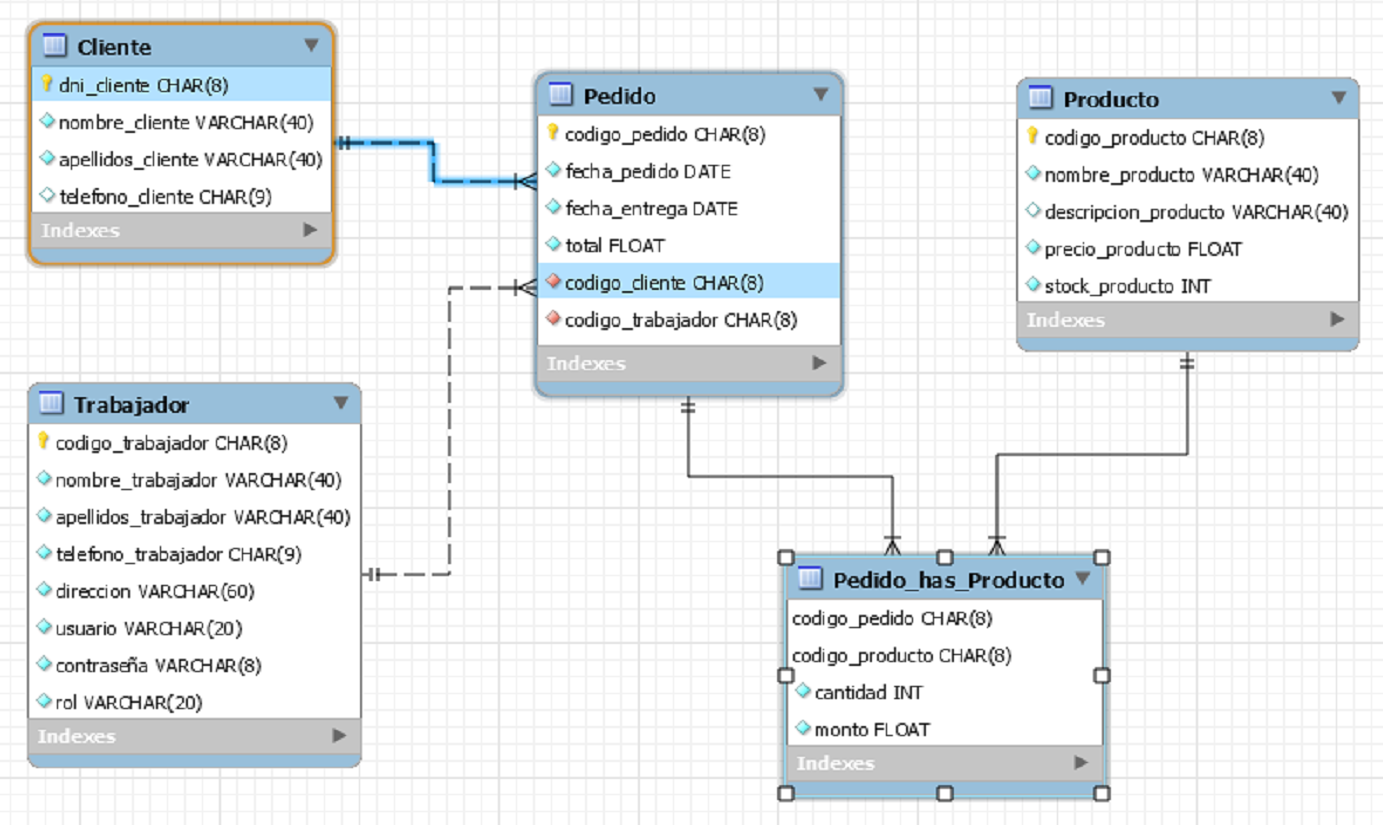 Cliente
dni_cliente CHAR(8)
nombre_cliente VARCHAR(40)
apellidos_cliente VARCHAR(40)
telefono_cliente CHAR(9)
Indexes
Pedido
codigo_pedido CHAR(8)
fecha_pedido DATE
fecha_entrega DATE
total FLOAT
codigo_cliente CHAR(8)
codigo_trabajador CHAR(8)
Indexes
Producto
codigo_producto CHAR(8)
nombre_producto VARCHAR(40)
descripcion_producto VARCHAR(40)
precio_producto FLOAT
stock_producto INT
Indexes
Trabajador
codigo_trabajador CHAR(8)
nombre_trabajador VARCHAR(40)
apellidos_trabajador VARCHAR(40)
telefono_trabajador CHAR(9)
direccion VARCHAR(60)
usuario VARCHAR(20)
contraseña VARCHAR(8)
rol VARCHAR(20)
Indexes
Pedido_has_Producto
codigo_pedido CHAR(8)
codigo_producto CHAR(8)
cantidad INT
monto FLOAT
Indexes